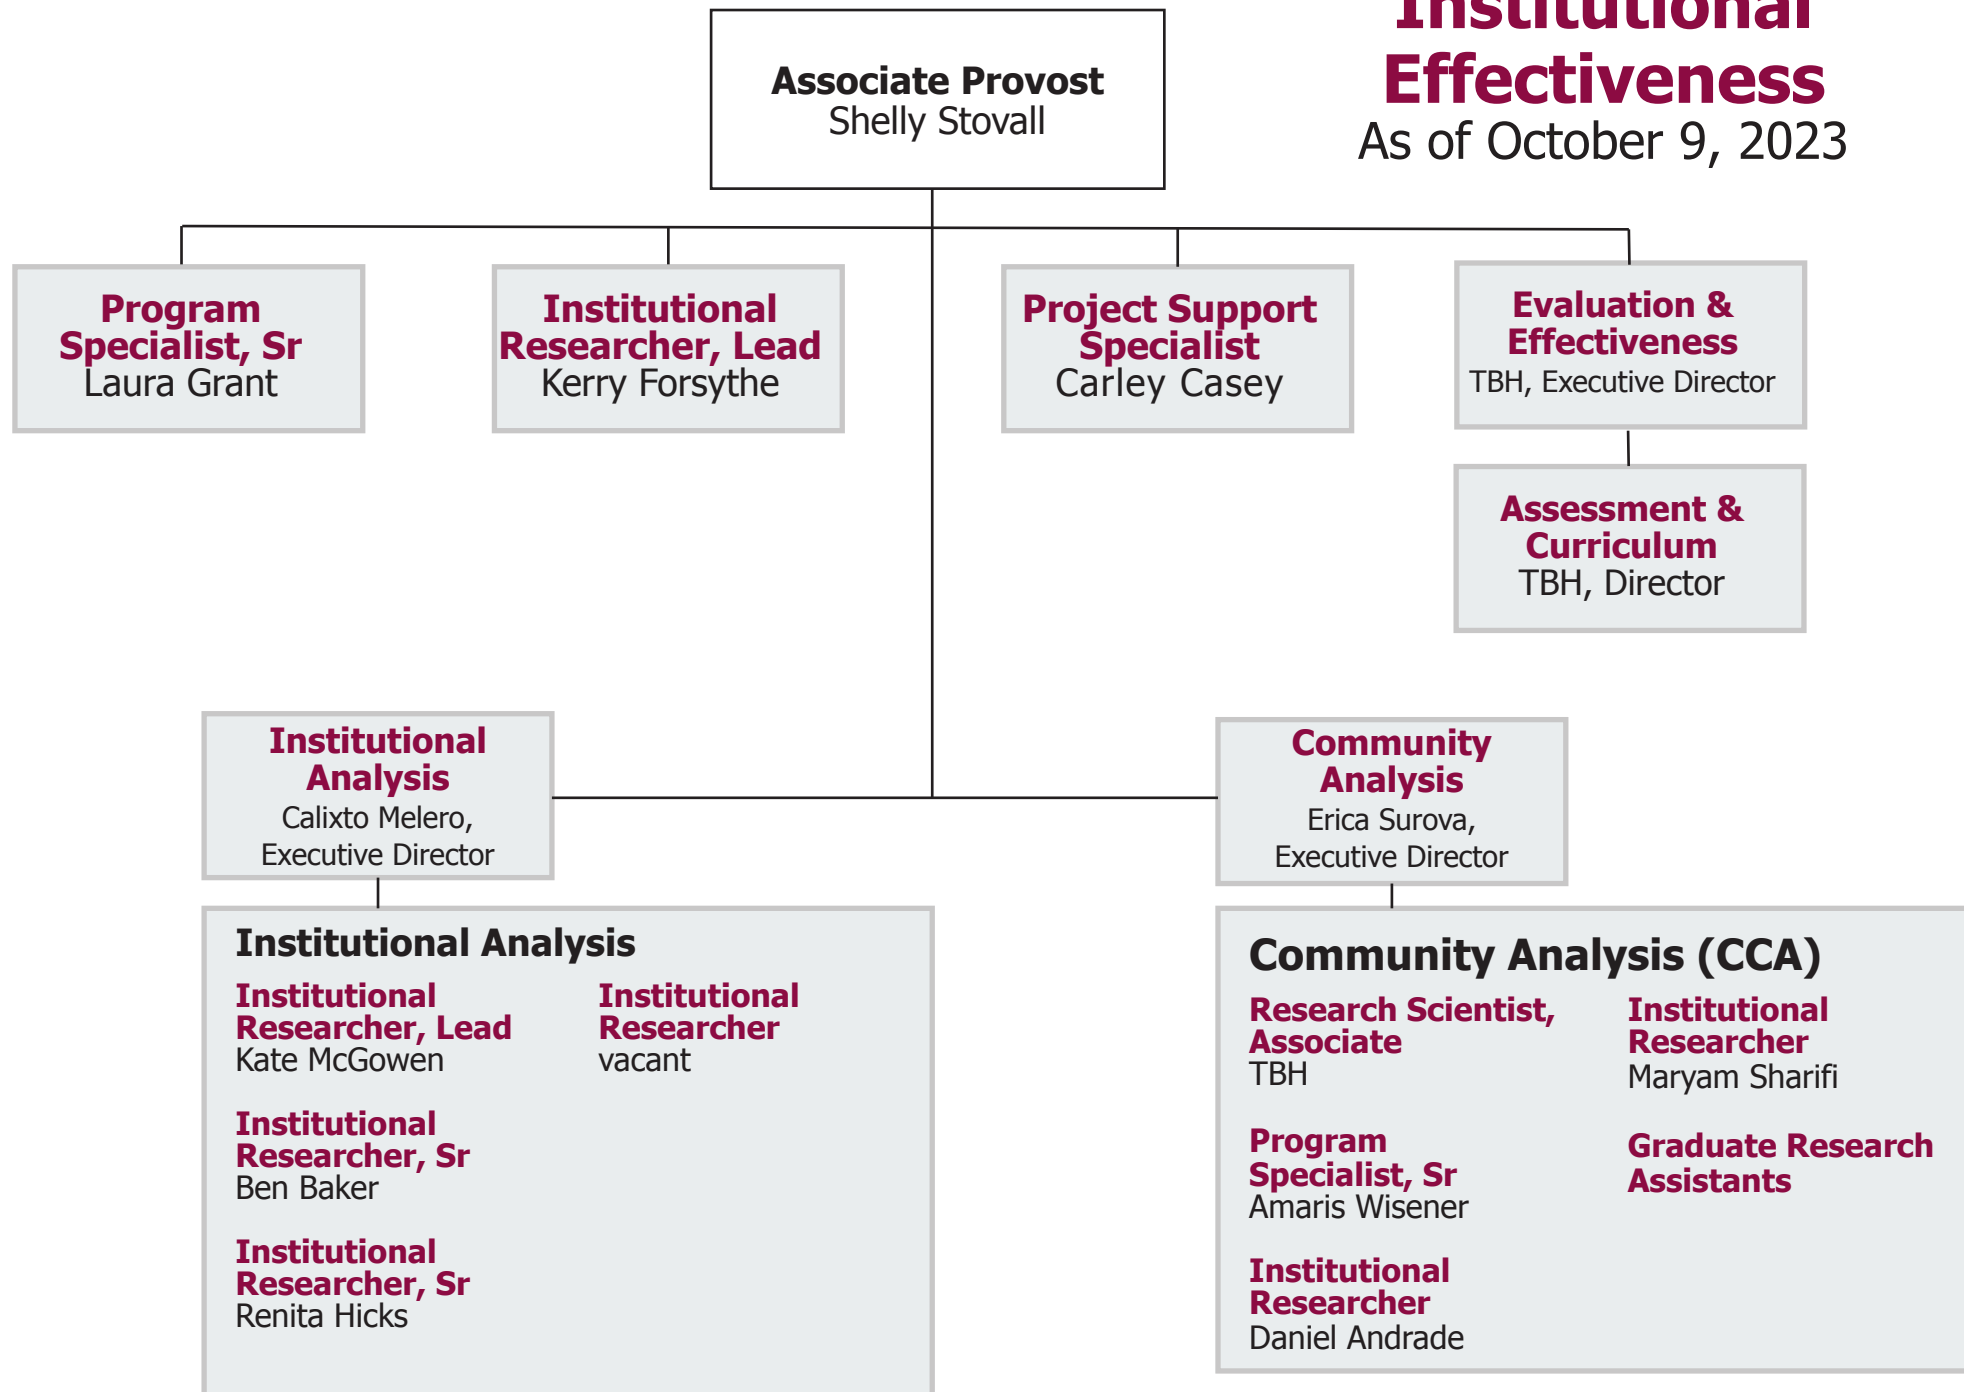 Institutional
Effectiveness
As of October 9, 2023
Associate Provost
Shelly Stovall
Program
Specialist, Sr
Laura Grant
Institutional
Researcher, Lead
Kerry Forsythe
Project Support
Specialist
Carley Casey
Evaluation &
Effectiveness
TBH, Executive Director
Assessment &
Curriculum
TBH, Director
Institutional
Analysis
Calixto Melero,
Executive Director
Community
Analysis
Erica Surova,
Executive Director
Institutional Analysis
Institutional
Researcher, Lead
Kate McGowen
Institutional
Researcher, Sr
Ben Baker
Institutional
Researcher, Sr
Renita Hicks
Institutional
Researcher
vacant
Community Analysis (CCA)
Research Scientist,
Associate
TBH
Program
Specialist, Sr
Amaris Wisener
Institutional
Researcher
Daniel Andrade
Institutional
Researcher
Maryam Sharifi
Graduate Research
Assistants